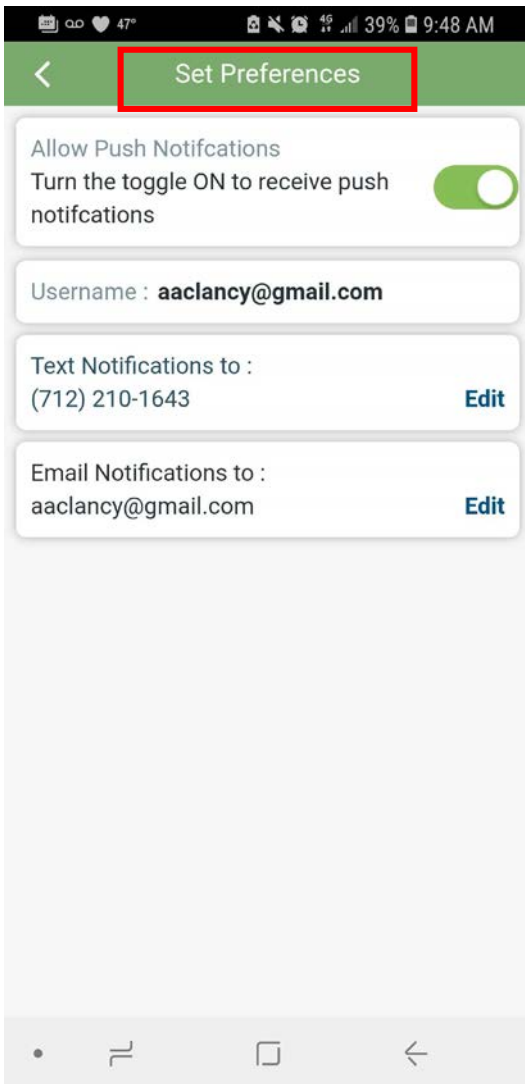 47° 4G 39% 9:48 AM
Set Preferences
Allow Push Notifcations
Turn the toggle ON to receive push
notifcations
Username : aaclancy@gmail.com
Text Notifications to :
(712) 210-1643 Edit
Email Notifications to :
aaclancy@gmail.com Edit